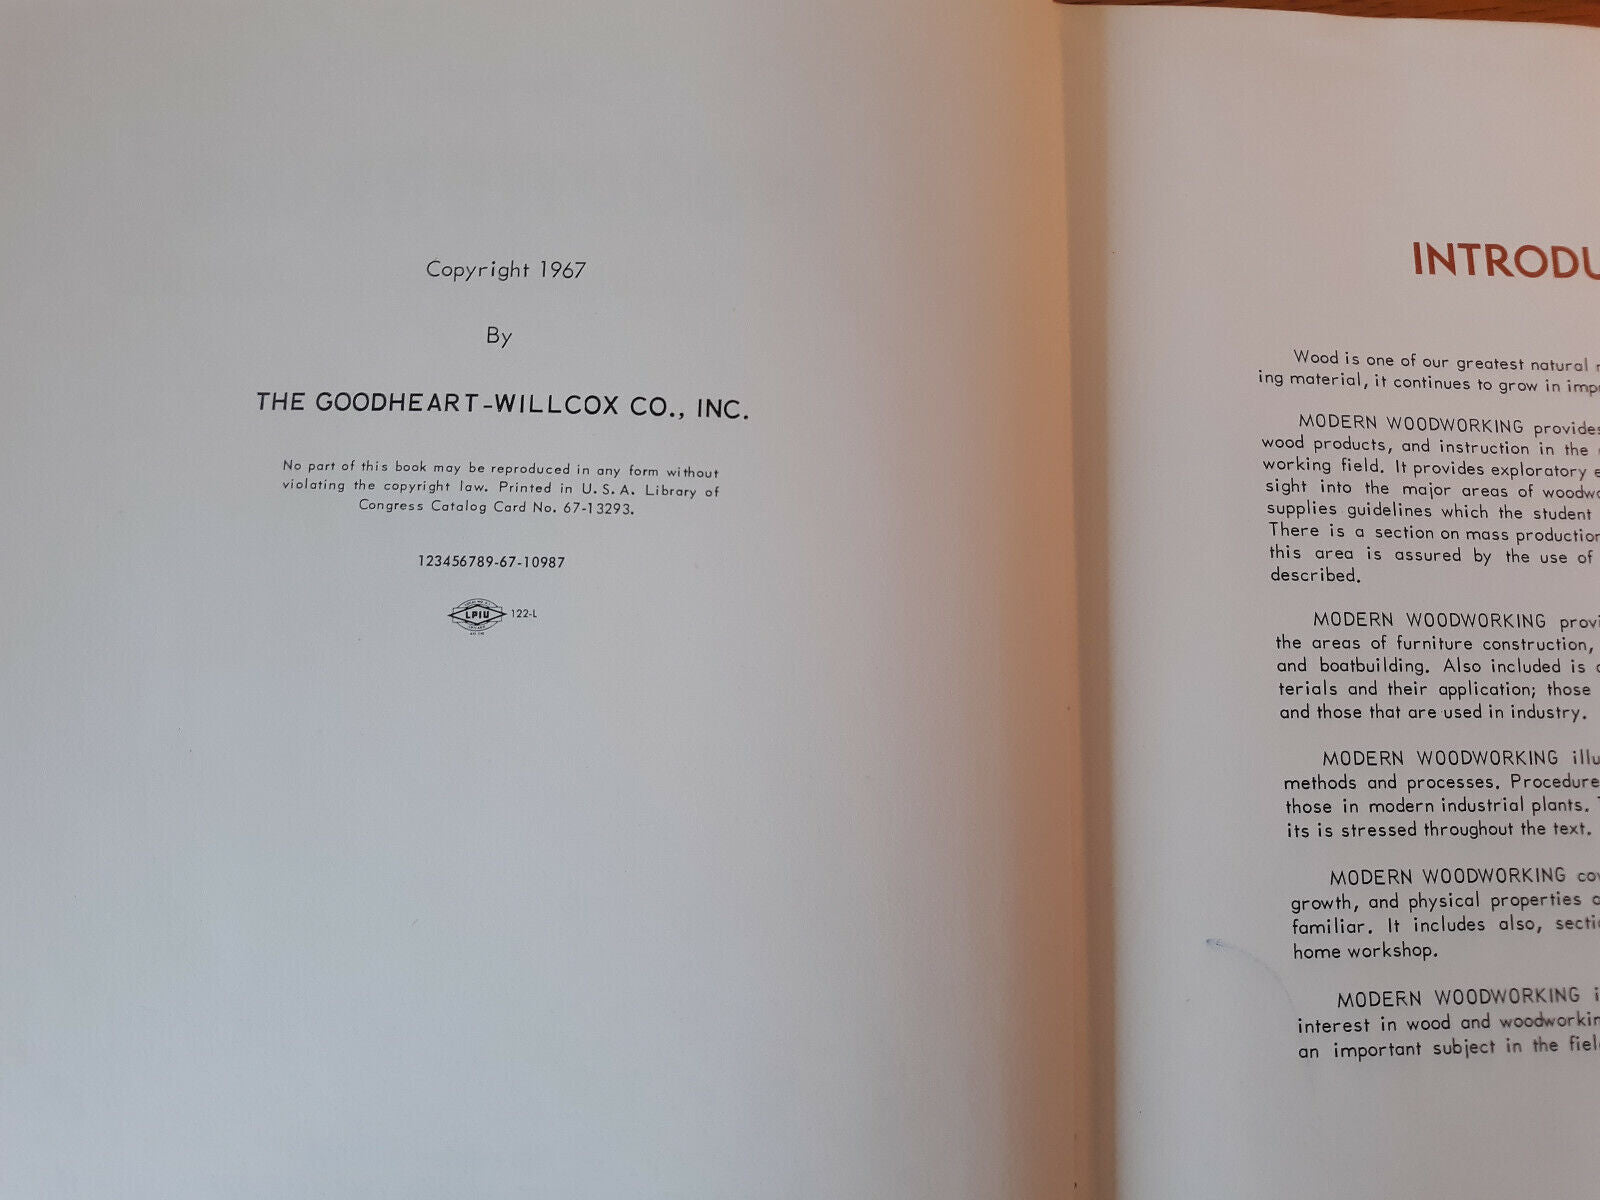 Copyright 1967
By
THE GOODHEART-WILLCOX CO., INC.
No part of this book may be reproduced in any form without
violating the copyright law. Printed in U. S. A. Library of
Congress Catalog Card No. 67-13293.
123456789-67-10987
LPIU 122-L
INTRODU
Wood is one of our greatest natural
ing material, it continues to grow in imp
MODERN WOODWORKING provides
wood products, and instruction in the
working field. It provides exploratory e
sight into the major areas of woodwo
supplies guidelines which the student
There is a section on mass production
this area is assured by the use of
described.
MODERN WOODWORKING provi
the areas of furniture construction,
and boatbuilding. Also included is
terials and their application; those
and those that are used in industry.
MODERN WOODWORKING illu
methods and processes. Procedure
those in modern industrial plants.
its is stressed throughout the text.
MODERN WOODWORKING cov
growth, and physical properties
familiar. It includes also, secti
home workshop.
MODERN WOODWORKING i
interest in wood and woodworkin
an important subject in the fiel